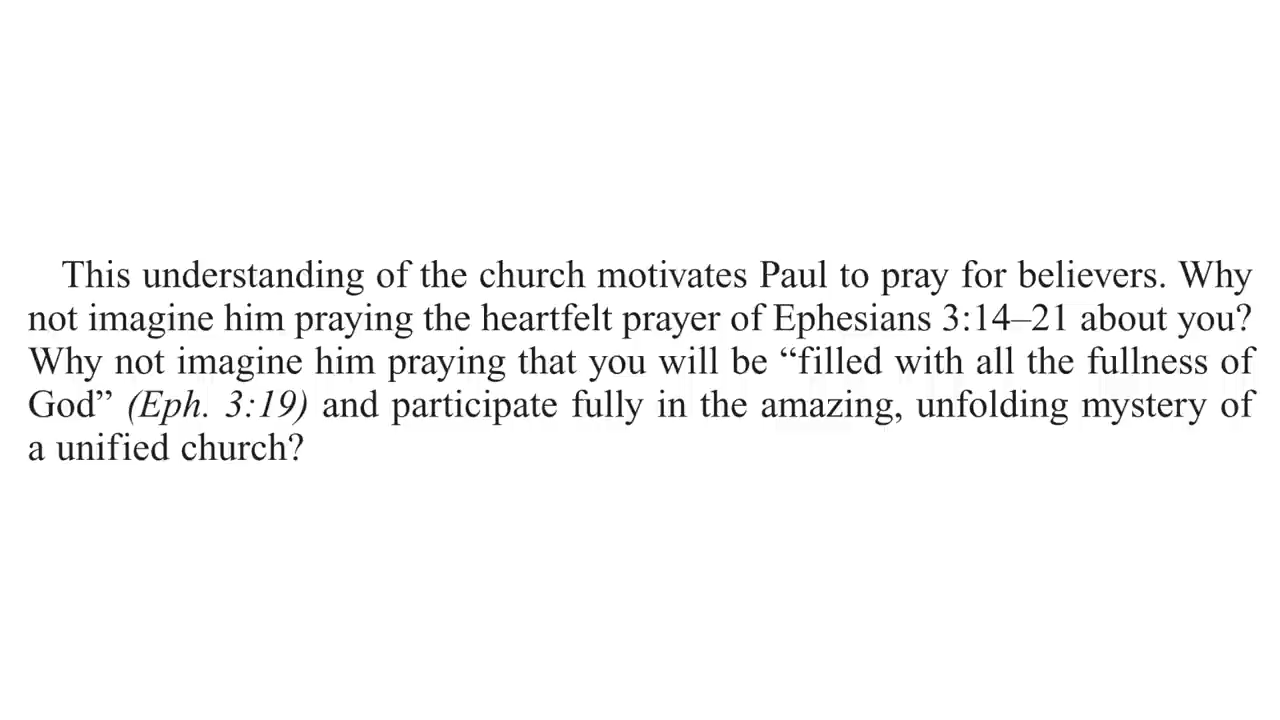 This understanding of the church motivates Paul to pray for believers. Why
not imagine him praying the heartfelt prayer of Ephesians 3:14–21 about you?
Why not imagine him praying that you will be “filled with all the fullness of
God” (Eph. 3:19) and participate fully in the amazing, unfolding mystery of
a unified church?